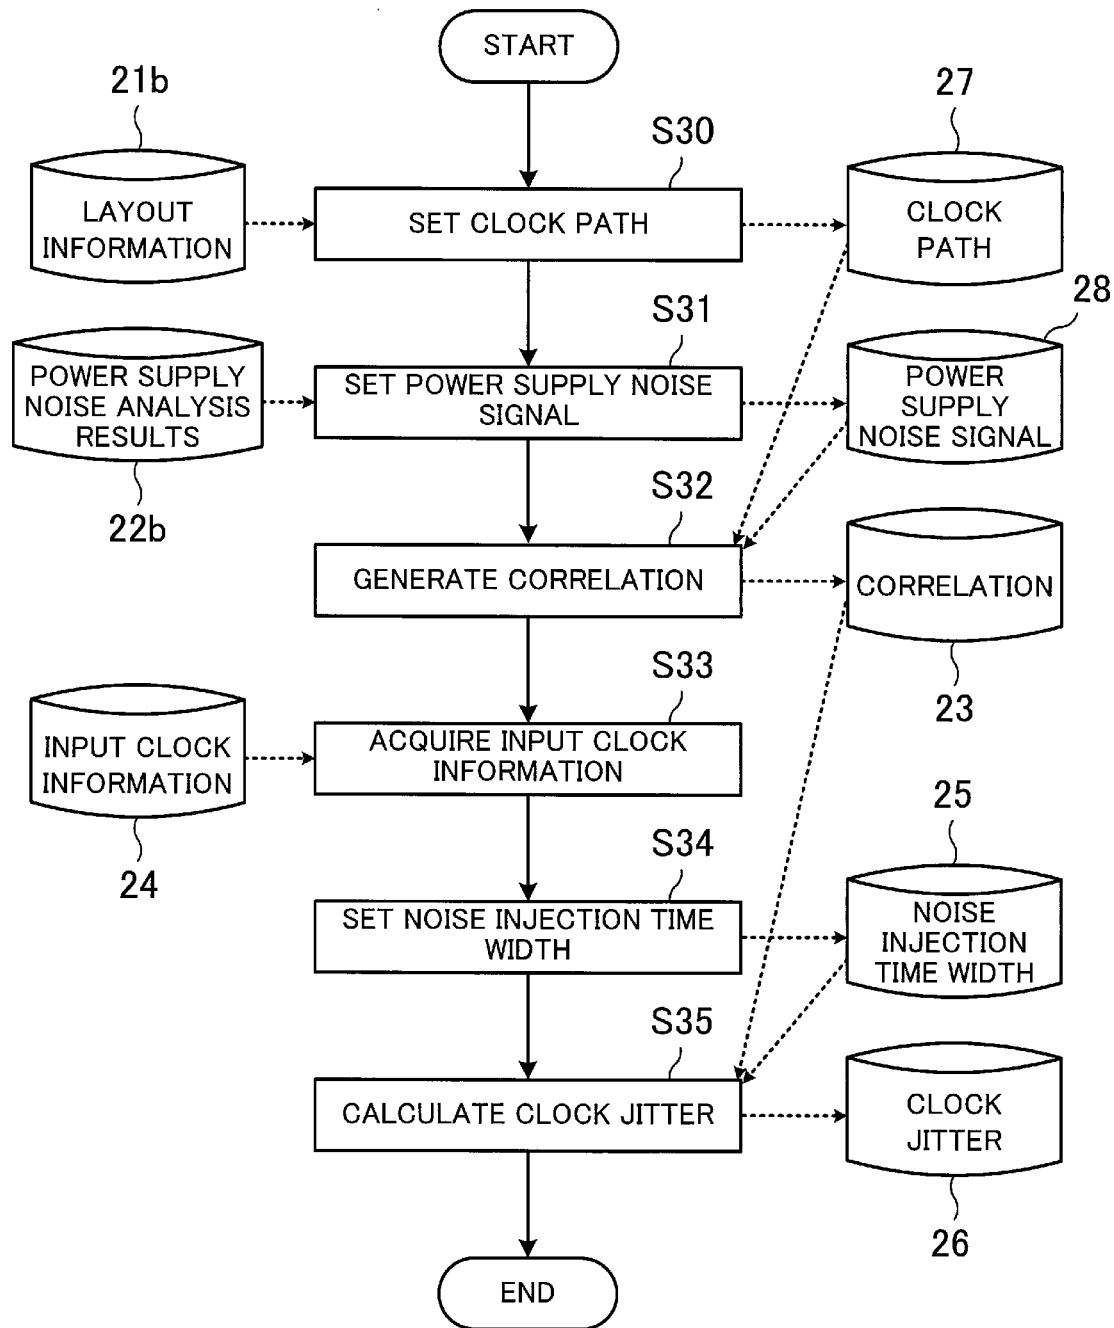 START
21b
27
S30
LAYOUT
INFORMATION
SET CLOCK PATH
CLOCK
PATH
28
S31
POWER SUPPLY
NOISE ANALYSIS
RESULTS
SET POWER SUPPLY NOISE
SIGNAL
POWER
SUPPLY
NOISE SIGNAL
22b
S32
GENERATE CORRELATION
CORRELATION
23
S33
INPUT CLOCK
INFORMATION
ACQUIRE INPUT CLOCK
INFORMATION
24
25
S34
SET NOISE INJECTION TIME
WIDTH
NOISE
INJECTION
TIME WIDTH
S35
CALCULATE CLOCK JITTER
CLOCK
JITTER
26
END